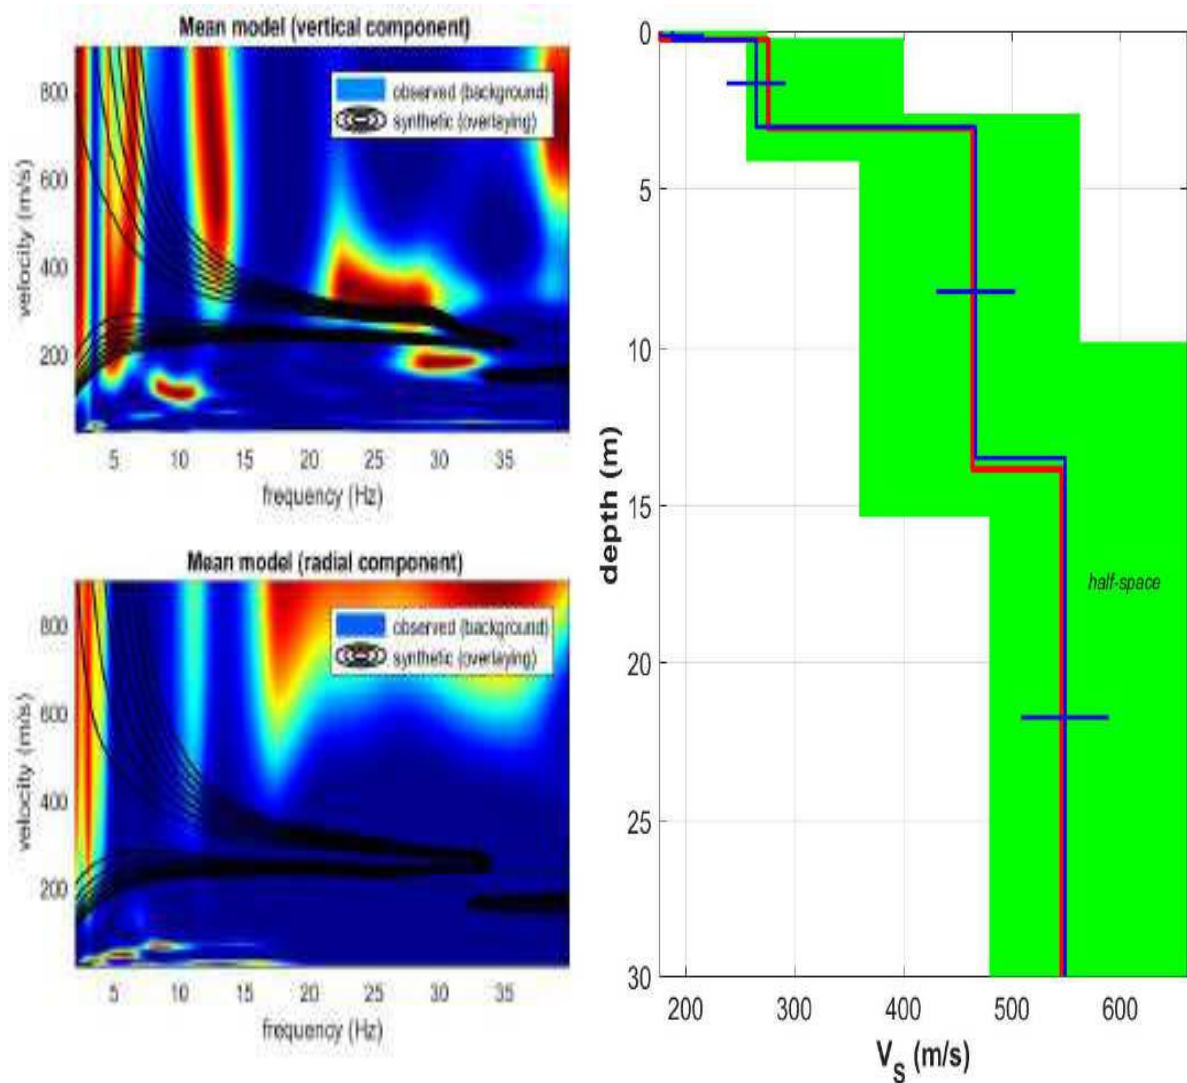 Mean model (vertical component)
observed (background)
synthetic (overlaying)
800
600
400
200
velocity (m/s)
5 10 15 20 25 30 35
frequency (Hz)
Mean model (radial component)
observed (background)
synthetic (overlaying)
800
600
400
200
velocity (m/s)
5 10 15 20 25 30 35
frequency (Hz)
0
5
10
15
20
25
30
depth (m)
half-space
200 300 400 500 600
VS (m/s)